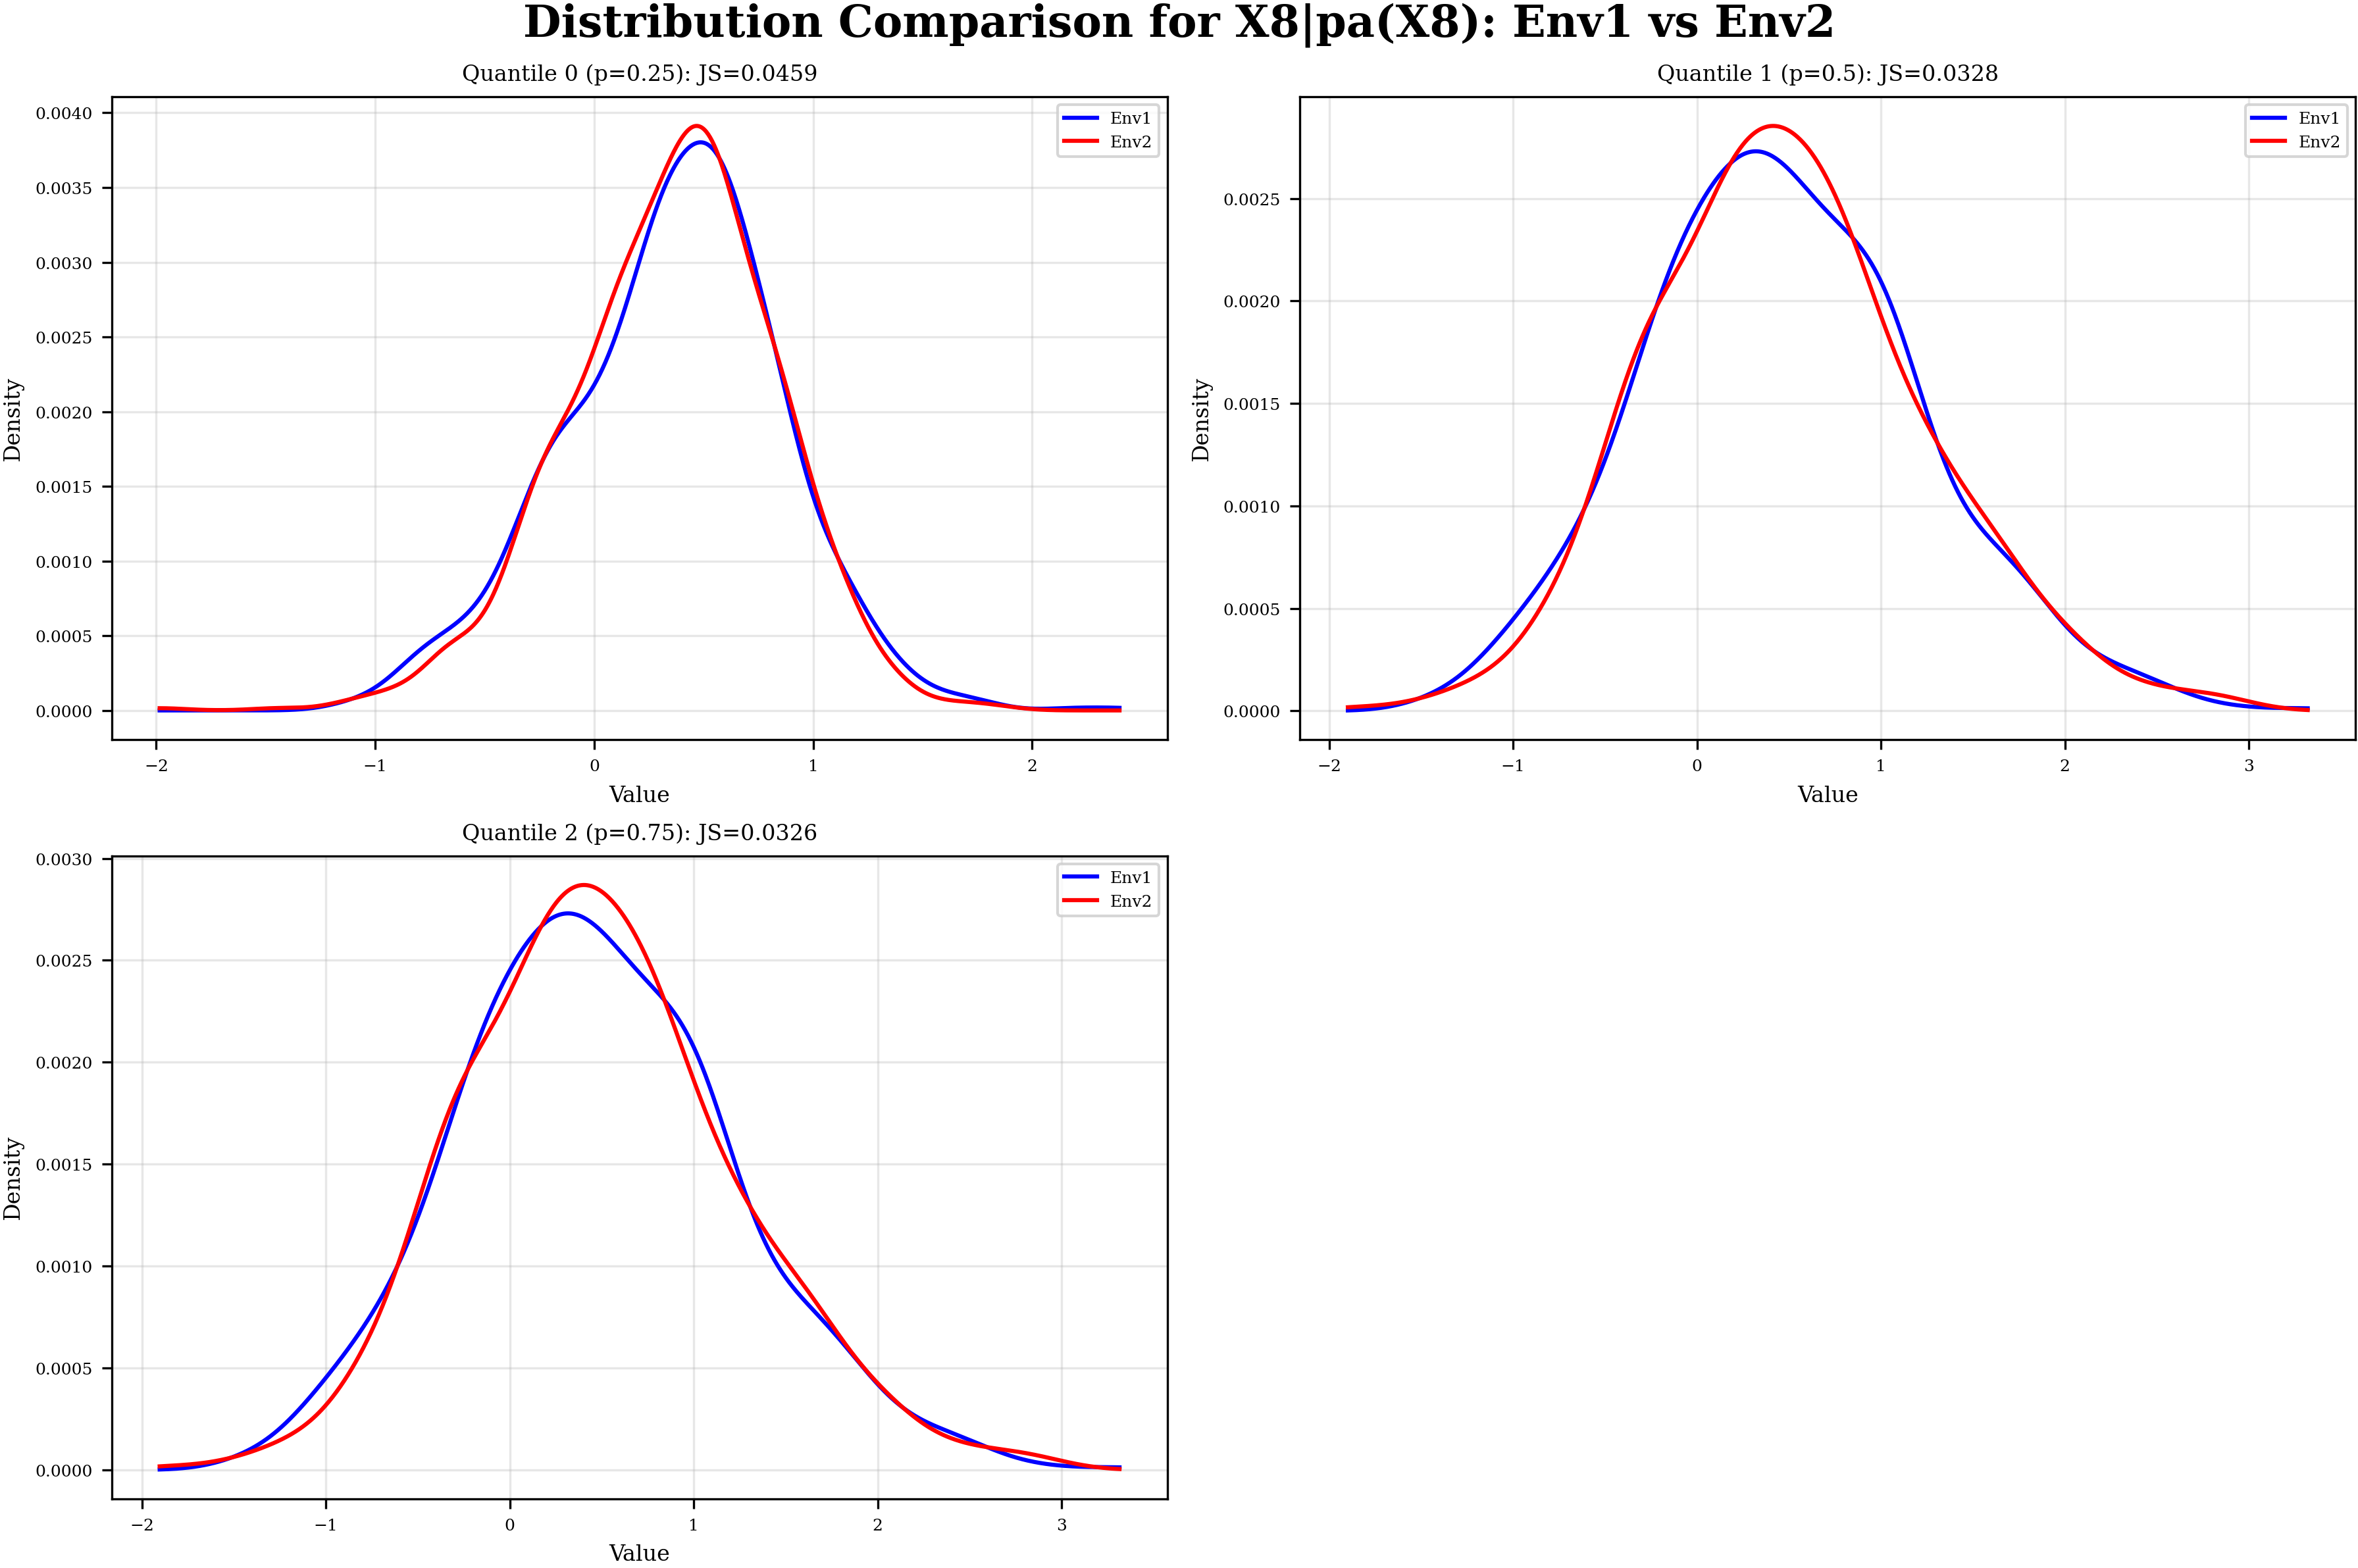 Distribution Comparison for X8|pa(X8): Env1 vs Env2
Quantile 0 (p=0.25): JS=0.0459
Env1
Env2
Density
0.0040
0.0035
0.0030
0.0025
0.0020
0.0015
0.0010
0.0005
0.0000
−2 −1 0 1 2
Value
Quantile 1 (p=0.5): JS=0.0328
Env1
Env2
Density
0.0025
0.0020
0.0015
0.0010
0.0005
0.0000
−2 −1 0 1 2 3
Value
Quantile 2 (p=0.75): JS=0.0326
Env1
Env2
Density
0.0030
0.0025
0.0020
0.0015
0.0010
0.0005
0.0000
−2 −1 0 1 2 3
Value